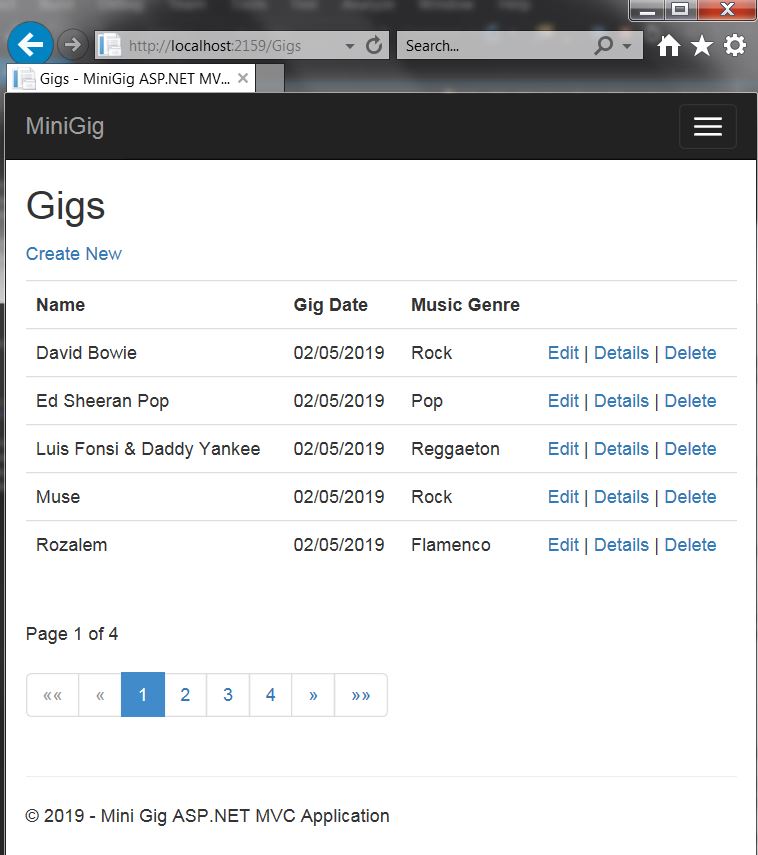 http://localhost:2159/Gigs
Search...
Gigs - MiniGig ASP.NET MV...
MiniGig
Gigs
Create New
Name Gig Date Music Genre
David Bowie 02/05/2019 Rock Edit | Details | Delete
Ed Sheeran Pop 02/05/2019 Pop Edit | Details | Delete
Luis Fonsi & Daddy Yankee 02/05/2019 Reggaeton Edit | Details | Delete
Muse 02/05/2019 Rock Edit | Details | Delete
Rozalem 02/05/2019 Flamenco Edit | Details | Delete
Page 1 of 4
«« « 1 2 3 4 » »»
© 2019 - Mini Gig ASP.NET MVC Application